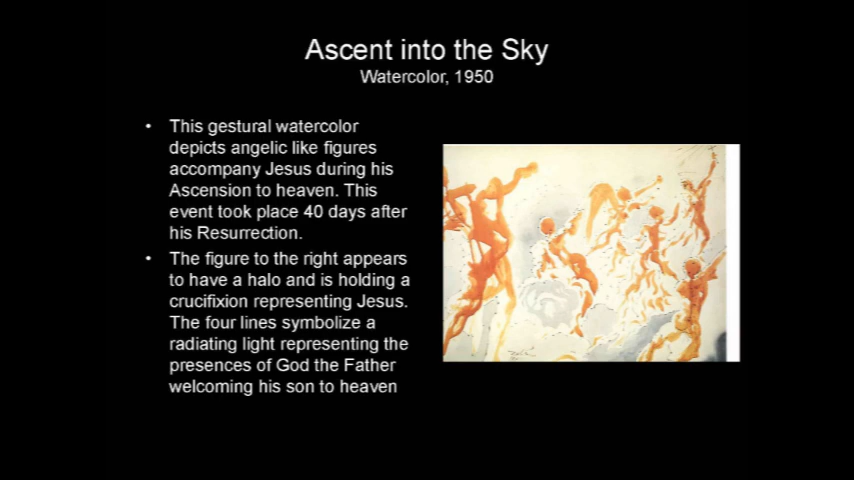 Ascent into the Sky
Watercolor, 1950
• This gestural watercolor
depicts angelic like figures
accompany Jesus during his
Ascension to heaven. This
event took place 40 days after
his Resurrection.
• The figure to the right appears
to have a halo and is holding a
crucifixion representing Jesus.
The four lines symbolize a
radiating light representing the
presences of God the Father
welcoming his son to heaven